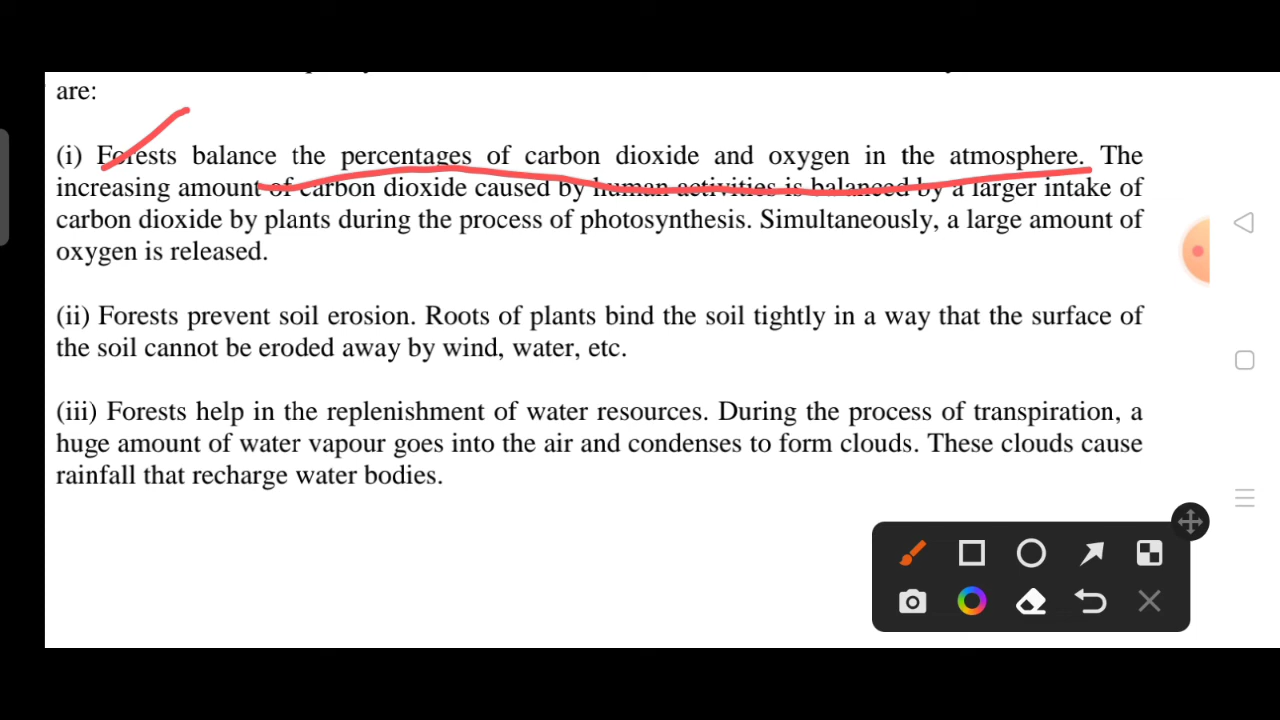 are:
(i) Forests balance the percentages of carbon dioxide and oxygen in the atmosphere. The
increasing amount of carbon dioxide caused by human activities is balanced by a larger intake of
carbon dioxide by plants during the process of photosynthesis. Simultaneously, a large amount of
oxygen is released.
(ii) Forests prevent soil erosion. Roots of plants bind the soil tightly in a way that the surface of
the soil cannot be eroded away by wind, water, etc.
(iii) Forests help in the replenishment of water resources. During the process of transpiration, a
huge amount of water vapour goes into the air and condenses to form clouds. These clouds cause
rainfall that recharge water bodies.